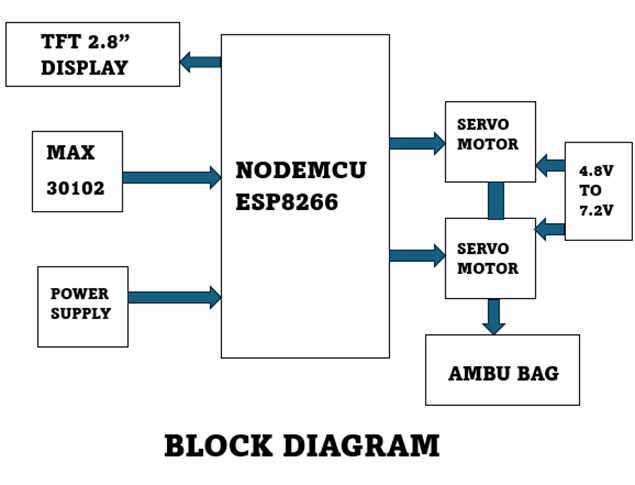 TFT 2.8”
DISPLAY
MAX
30102
POWER
SUPPLY
NODEMCU
ESP8266
SERVO
MOTOR
SERVO
MOTOR
4.8V
TO
7.2V
AMBU BAG
BLOCK DIAGRAM